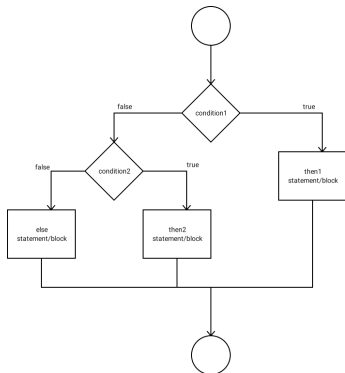 condition1
false
true
condition2
false
true
then1
statement/block
else
statement/block
then2
statement/block